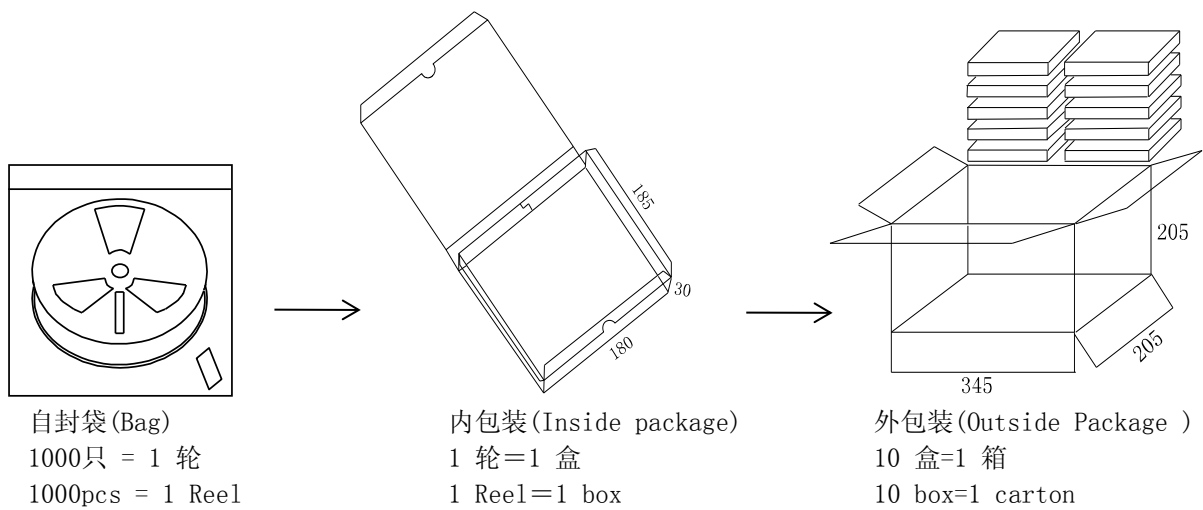 185
30
180
205
205
345
自封袋(Bag)
1000只 = 1 轮
1000pcs = 1 Reel
内包装(Inside package)
1 轮＝1 盒
1 Reel＝1 box
外包装(Outside Package )
10 盒=1 箱
10 box=1 carton